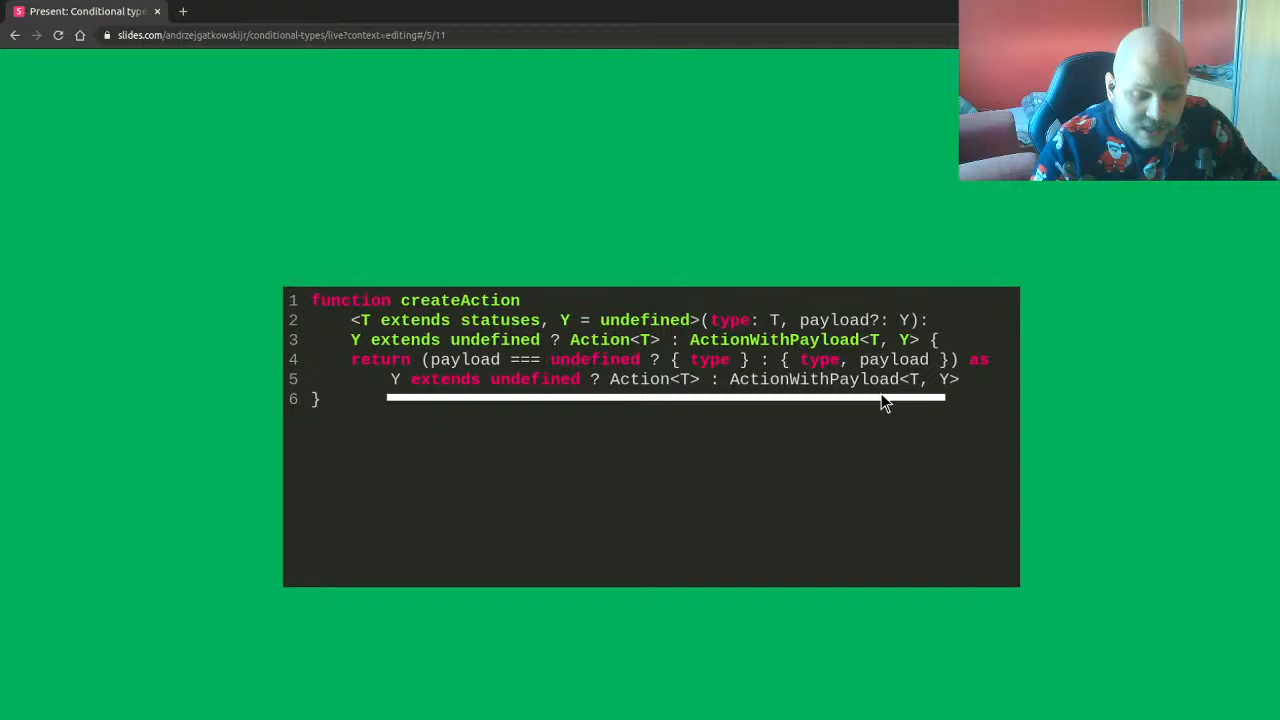 S Present: Conditional type
slides.com/andrzejgatkowskijr/conditional-types/live?context=editing#/5/11
1 function createAction
2 <T extends statuses, Y = undefined>(type: T, payload?: Y):
3 Y extends undefined ? Action<T> : ActionWithPayload<T, Y> {
4 return (payload === undefined ? { type } : { type, payload }) as
5 Y extends undefined ? Action<T> : ActionWithPayload<T, Y>
6 }